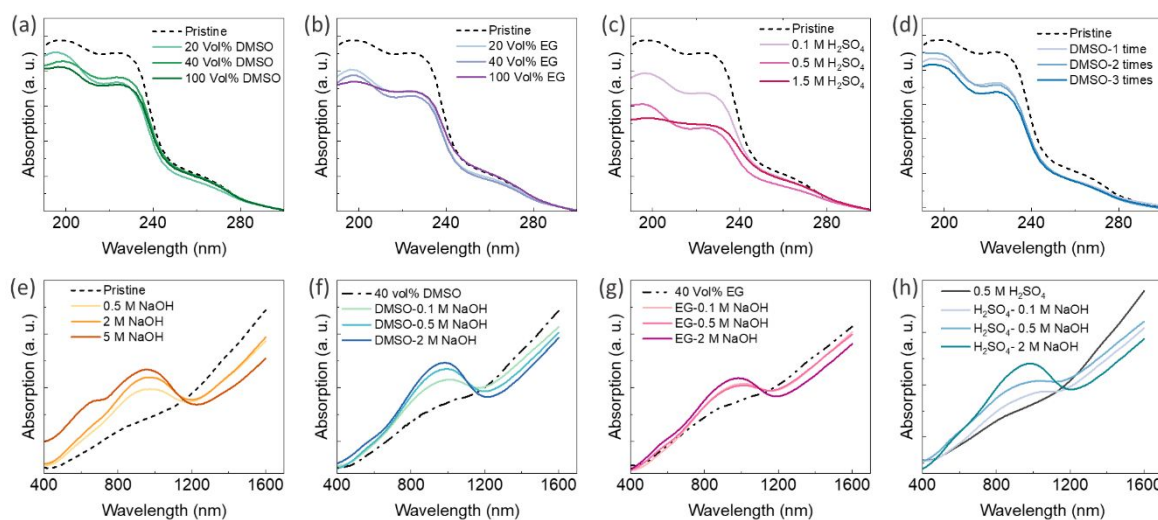 (a)
Pristine
20 Vol% DMSO
40 Vol% DMSO
100 Vol% DMSO
Absorption (a. u.)
200 240 280
Wavelength (nm)
(b)
Pristine
20 Vol% EG
40 Vol% EG
100 Vol% EG
Absorption (a. u.)
200 240 280
Wavelength (nm)
(c)
Pristine
0.1 M H₂SO₄
0.5 M H₂SO₄
1.5 M H₂SO₄
Absorption (a. u.)
200 240 280
Wavelength (nm)
(d)
Pristine
DMSO-1 time
DMSO-2 times
DMSO-3 times
Absorption (a. u.)
200 240 280
Wavelength (nm)
(e)
Pristine
0.5 M NaOH
2 M NaOH
5 M NaOH
Absorption (a. u.)
400 800 1200 1600
Wavelength (nm)
(f)
40 vol% DMSO
DMSO-0.1 M NaOH
DMSO-0.5 M NaOH
DMSO-2 M NaOH
Absorption (a. u.)
400 800 1200 1600
Wavelength (nm)
(g)
40 Vol% EG
EG-0.1 M NaOH
EG-0.5 M NaOH
EG-2 M NaOH
Absorption (a. u.)
400 800 1200 1600
Wavelength (nm)
(h)
0.5 M H₂SO₄
H₂SO₄- 0.1 M NaOH
H₂SO₄- 0.5 M NaOH
H₂SO₄- 2 M NaOH
Absorption (a. u.)
400 800 1200 1600
Wavelength (nm)